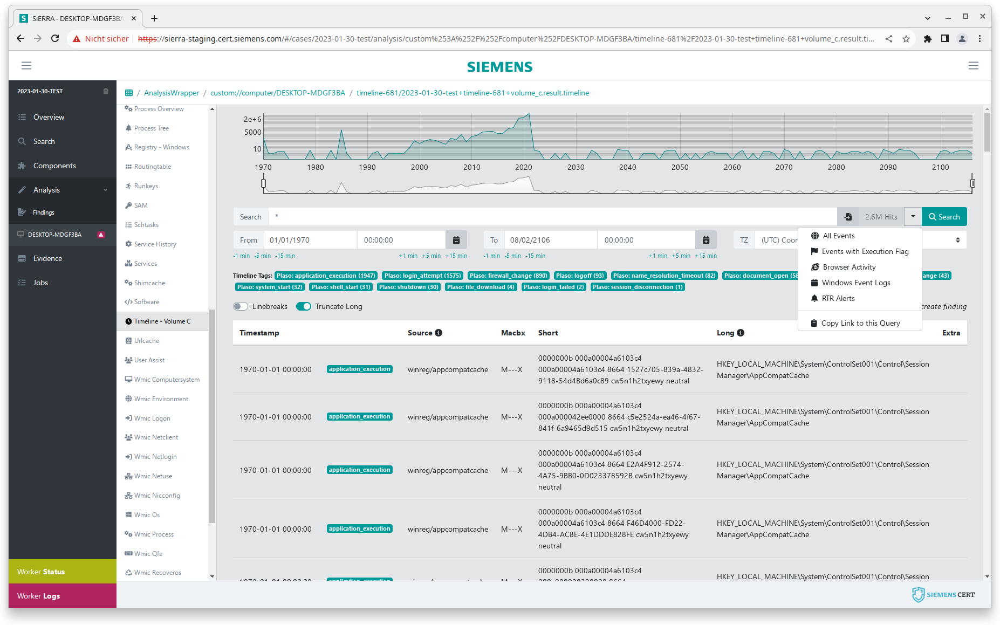 S SiERRA - DESKTOP-MDGF3BA
Nicht sicher | https://sierra-staging.cert.siemens.com/#/cases/2023-01-30-test/analysis/custom%253A%252F%252Fcomputer%252FDESKTOP-MDGF3BA/timeline-681%2F2023-01-30-test+timeline-681+volume_c.result.ti...
SIEMENS
2023-01-30-TEST
Overview
Search
Components
Analysis
Findings
DESKTOP-MDGF3BA
Evidence
Jobs
Worker Status
Worker Logs
/ AnalysisWrapper / custom://computer/DESKTOP-MDGF3BA / timeline-681/2023-01-30-test+timeline-681+volume_c.result.timeline
Process Overview
Process Tree
Registry - Windows
Routingtable
Runkeys
SAM
Schtasks
Service History
Services
Shimcache
Software
Timeline - Volume C
Urlcache
User Assist
Wmic Computersystem
Wmic Environment
Wmic Logon
Wmic Netclient
Wmic Netlogin
Wmic Netuse
Wmic Nicconfig
Wmic Os
Wmic Process
Wmic Qfe
Wmic Recoveros
2e+6
5000
10
1970 1980 1990 2000 2010 2020 2030 2040 2050 2060 2070 2080 2090 2100
Search * 2.6M Hits Search
From 01/01/1970 00:00:00 To 08/02/2106 00:00:00 TZ (UTC) Coor
-1 min -5 min -15 min +1 min +5 min +15 min -1 min -5 min -15 min +1 min +5 min +15 min
All Events
Events with Execution Flag
Browser Activity
Windows Event Logs
RTR Alerts
Copy Link to this Query
Timeline Tags: Plaso: application_execution (1947) Plaso: login_attempt (1575) Plaso: firewall_change (890) Plaso: logoff (93) Plaso: name_resolution_timeout (82) Plaso: document_open (58 ange (43)
Plaso: system_start (32) Plaso: shell_start (31) Plaso: shutdown (30) Plaso: file_download (4) Plaso: login_failed (2) Plaso: session_disconnection (1)
Linebreaks Truncate Long create finding
Timestamp Source Macbx Short Long Extra
1970-01-01 00:00:00 application_execution winreg/appcompatcache M---X
0000000b 000a00004a6103c4
000a00004a6103c4 8664 1527c705-839a-4832-
9118-54d4Bd6a0c89 cw5n1h2txyewy neutral
HKEY_LOCAL_MACHINE\System\ControlSet001\Control\Session
Manager\AppCompatCache
1970-01-01 00:00:00 application_execution winreg/appcompatcache M---X
0000000b 000a00004a6103c4
000a000042ee0000 8664 c5e2524a-ea46-4f67-
841f-6a9465d9d515 cw5n1h2txyewy neutral
HKEY_LOCAL_MACHINE\System\ControlSet001\Control\Session
Manager\AppCompatCache
1970-01-01 00:00:00 application_execution winreg/appcompatcache M---X
0000000b 000a00004a6103c4
000a00004a6103c4 8664 E2A4F912-2574-
4A75-9BB0-0D023378592B cw5n1h2txyewy
neutral
HKEY_LOCAL_MACHINE\System\ControlSet001\Control\Session
Manager\AppCompatCache
1970-01-01 00:00:00 application_execution winreg/appcompatcache M---X
0000000b 000a00004a6103c4
000a00004a6103c4 8664 F46D4000-FD22-
4DB4-AC8E-4E1DDDE828FE cw5n1h2txyewy
neutral
HKEY_LOCAL_MACHINE\System\ControlSet001\Control\Session
Manager\AppCompatCache
0000000b 000a00004a6103c4
HKEY_LOCAL_MACHINE\System\ControlSet001\Control\Session
SIEMENS CERT